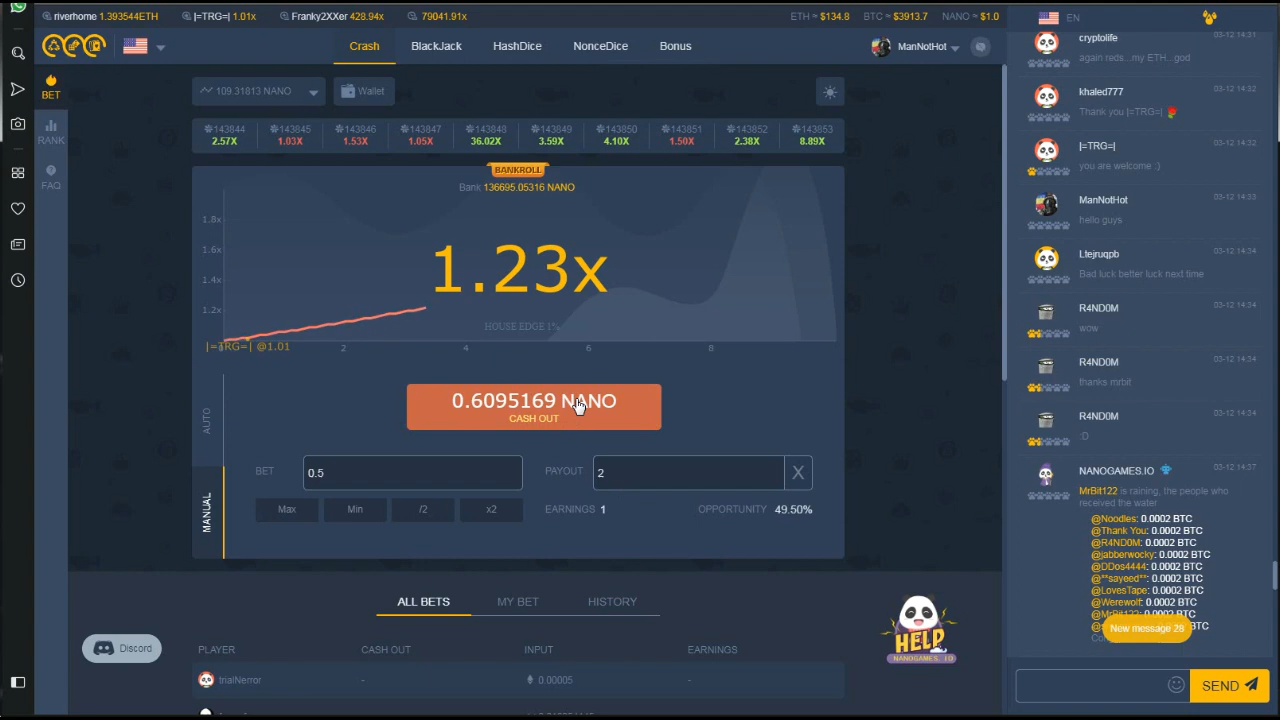 riverhome 1.393544ETH |=TRG=| 1.01x Franky2XXer 428.94x 79041.91x ETH ≈ $134.8 BTC ≈ $3913.7 NANO ≈ $1.0
Crash BlackJack HashDice NonceDice Bonus ManNotHot
BET
RANK
FAQ
109.31813 NANO Wallet
#143844 #143845 #143846 #143847 #143848 #143849 #143850 #143851 #143852 #143853
2.57X 1.03X 1.53X 1.05X 36.02X 3.59X 4.10X 1.50X 2.38X 8.89X
BANKROLL
Bank 136695.05316 NANO
1.8x
1.6x
1.4x
1.2x
1.23x
HOUSE EDGE 1%
|=TRG=| @1.01
0 2 4 6 8
0.6095169 NANO
CASH OUT
AUTO
MANUAL
BET 0.5 PAYOUT 2 X
Max Min /2 x2 EARNINGS 1 OPPORTUNITY 49.50%
ALL BETS MY BET HISTORY
PLAYER CASH OUT INPUT EARNINGS
trialNerror - 0.00005 -
Discord
HELP
NANOGAMES. IO
EN
cryptolife 03-12 14:31
again reds...my ETH...god
khaled777 03-12 14:32
Thank you |=TRG=|
|=TRG=| 03-12 14:32
you are welcome :)
ManNotHot 03-12 14:33
hello guys
Ltejruqpb 03-12 14:34
Bad luck better luck next time
R4ND0M 03-12 14:34
wow
R4ND0M 03-12 14:34
thanks mrbit
R4ND0M 03-12 14:34
:D
NANOGAMES.IO 03-12 14:37
MrBit122 is raining, the people who
received the water
@Noodles: 0.0002 BTC
@Thank You: 0.0002 BTC
@R4ND0M: 0.0002 BTC
@jabberwocky: 0.0002 BTC
@DDos4444: 0.0002 BTC
@**sayeed*: 0.0002 BTC
@LovesTape: 0.0002 BTC
@Werewolf: 0.0002 BTC
@MrBit122: 0.0002 BTC
BTC
New message 28
SEND